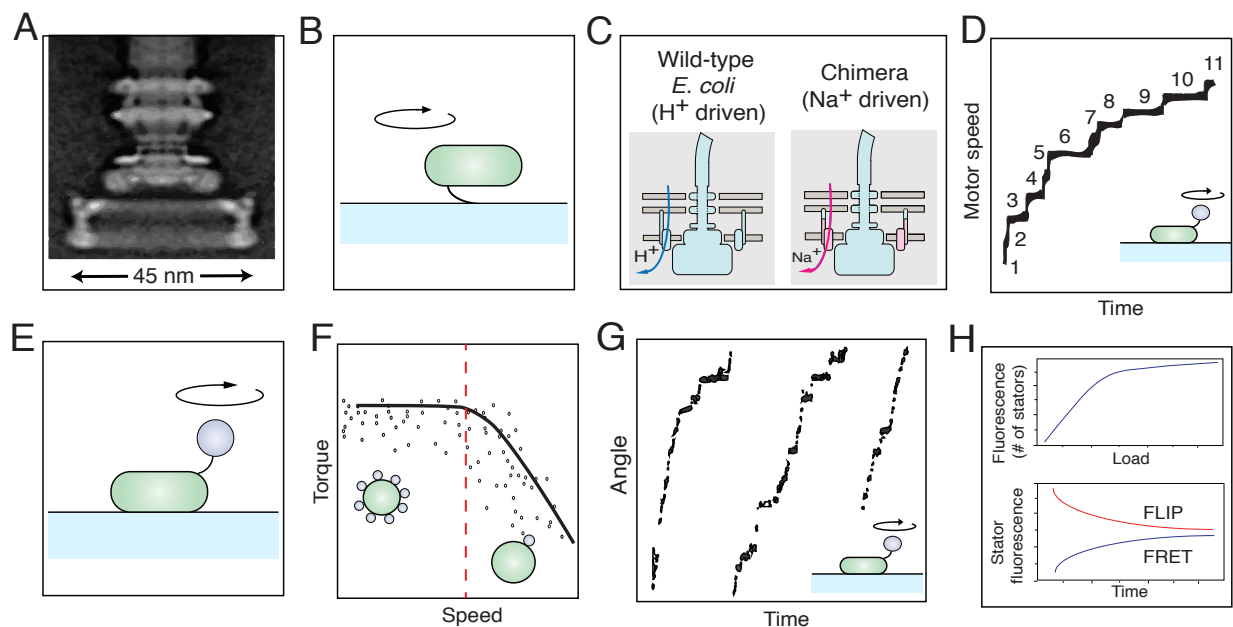 A
45 nm
B
C
Wild-type
E. coli
(H+ driven)
Chimera
(Na+ driven)
H+
Na+
D
Motor speed
1
2
3
4
5
6
7
8
9
10
11
Time
E
F
Torque
Speed
G
Angle
Time
H
Fluorescence
(# of stators)
Load
Stator
fluorescence
FLIP
FRET
Time